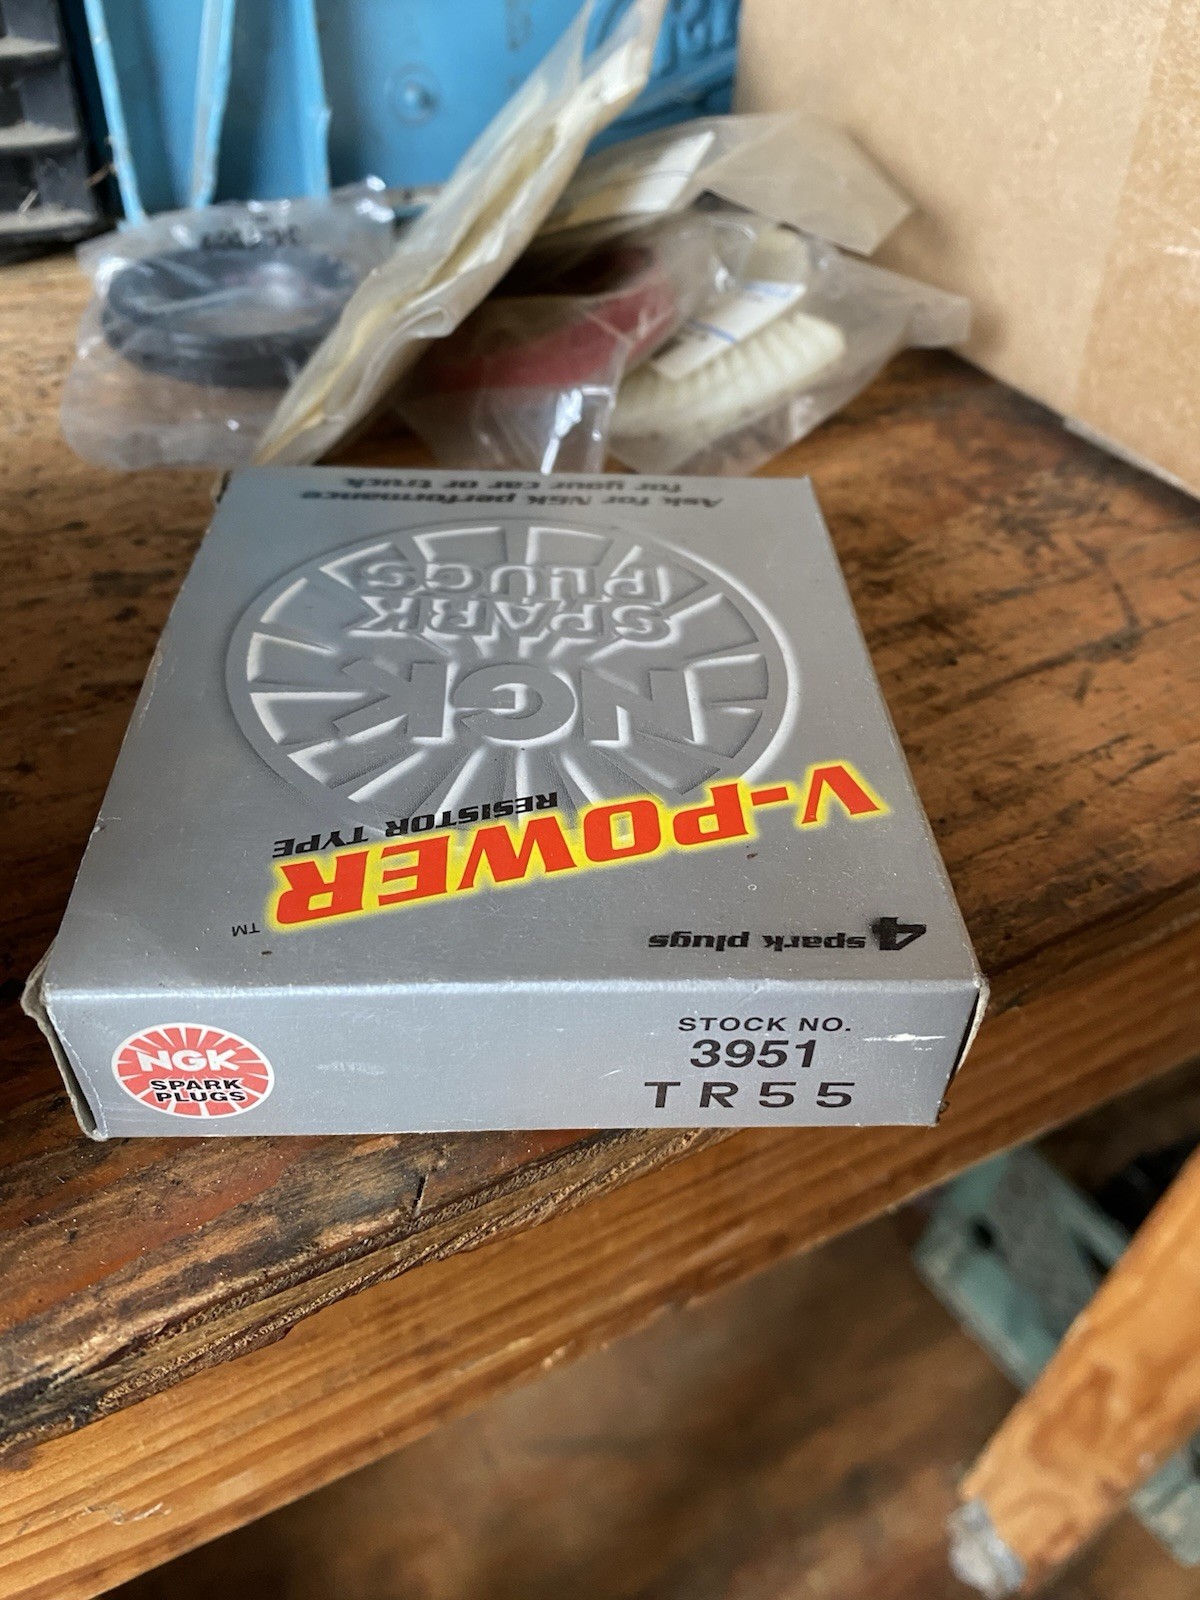 Ask for NGK performance
for your car or truck
NGK
SPARK
PLUGS
V-POWER
RESISTOR TYPE
TM
4 spark plugs
NGK
SPARK
PLUGS
STOCK NO.
3951
TR55